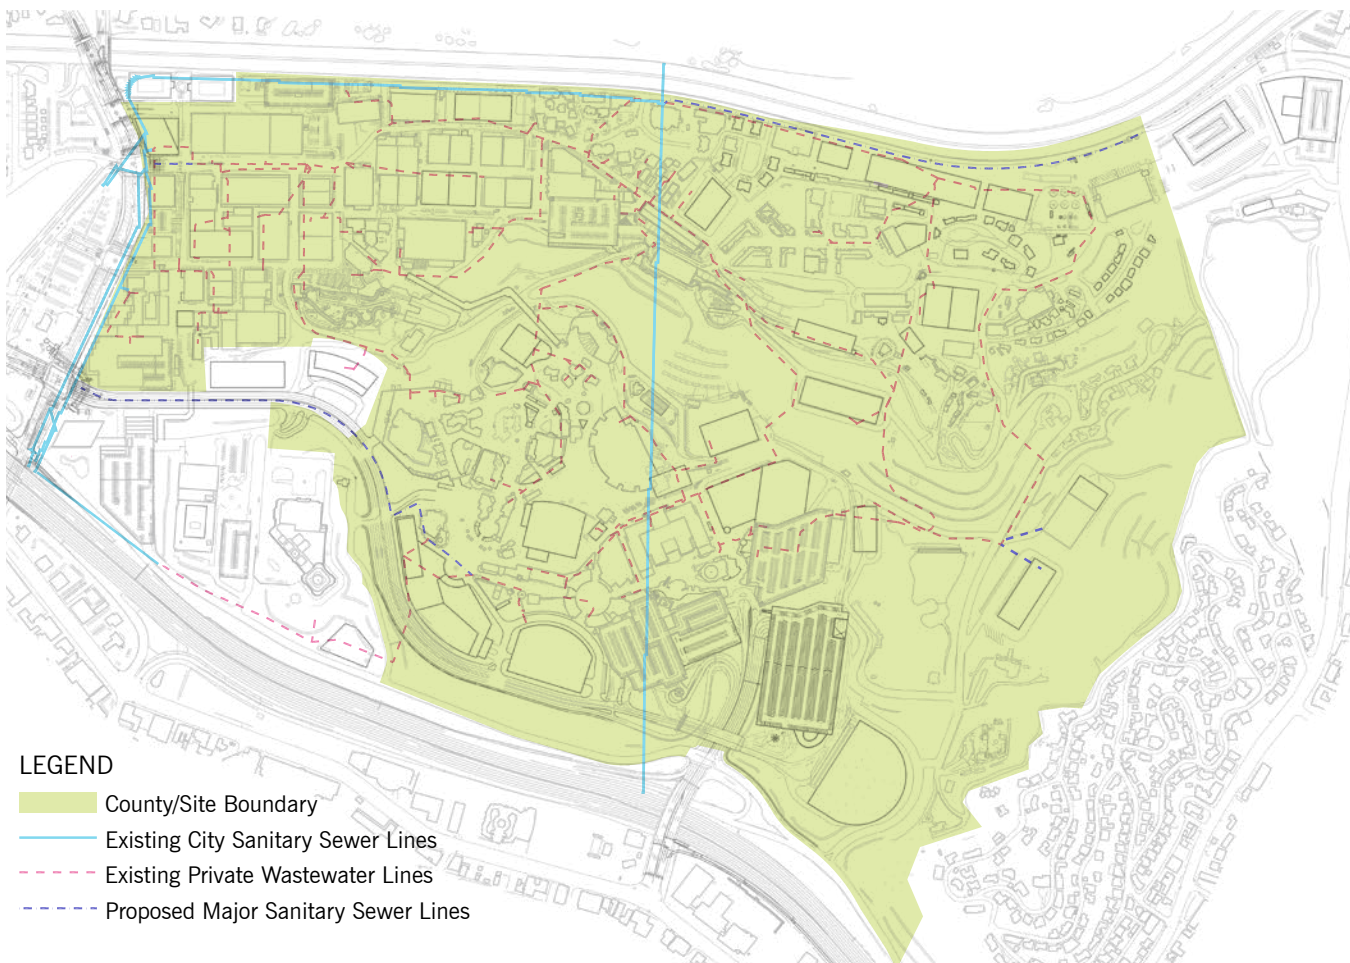 LEGEND
County/Site Boundary
Existing City Sanitary Sewer Lines
Existing Private Wastewater Lines
Proposed Major Sanitary Sewer Lines